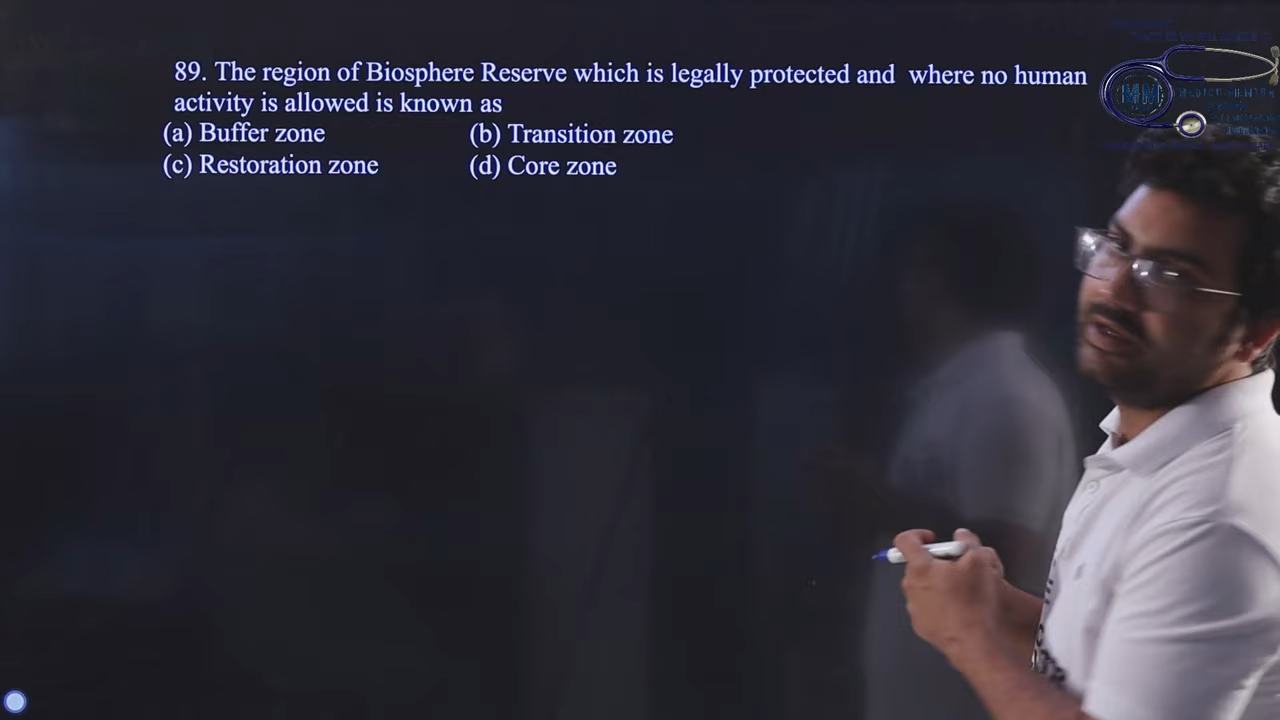 89. The region of Biosphere Reserve which is legally protected and where no human
activity is allowed is known as
(a) Buffer zone (b) Transition zone
(c) Restoration zone (d) Core zone